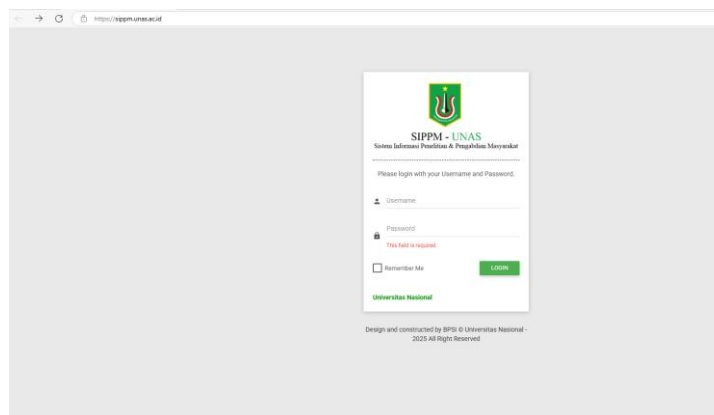 https://sippm.unas.ac.id
SIPPM - UNAS
Sistem Informasi Penelitian & Pengabdian Masyarakat
Please login with your Username and Password.
Username
Password
This field is required.
Remember Me
LOGIN
Universitas Nasional
Design and constructed by BPSI © Universitas Nasional -
2025 All Right Reserved